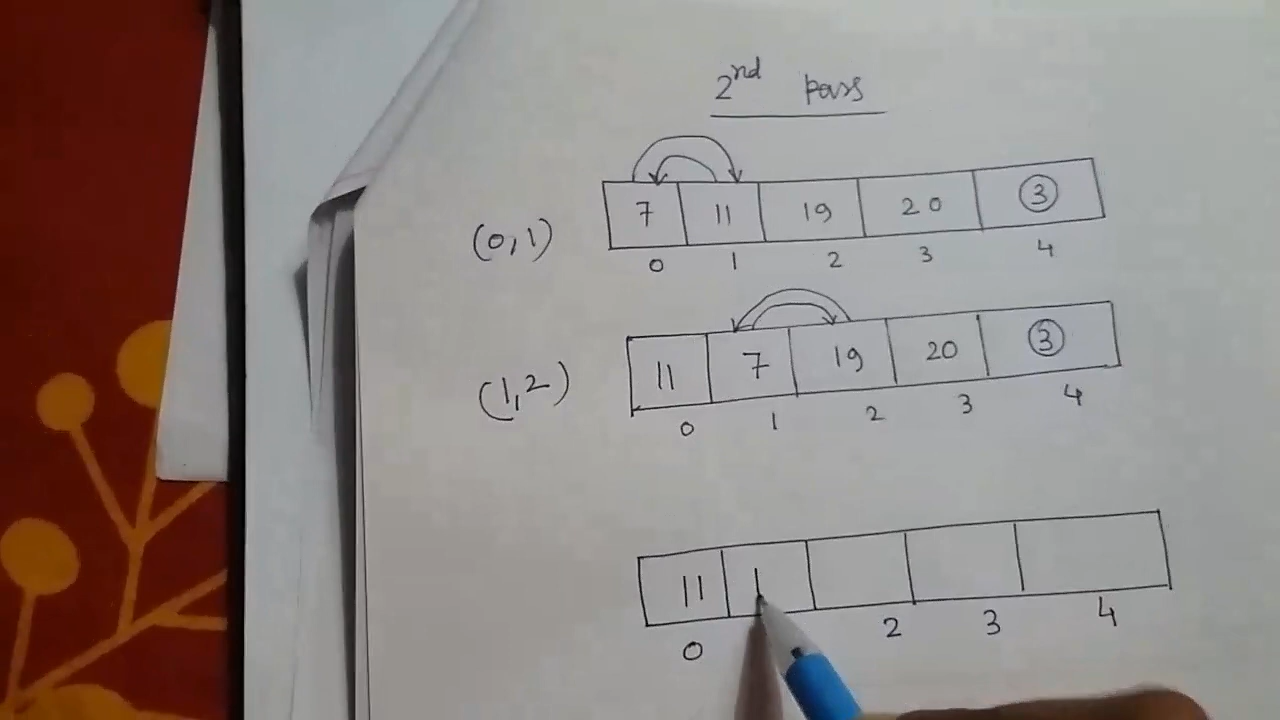 2nd pass
(0,1) 7 11 19 20 3
0 1 2 3 4
(1,2) 11 7 19 20 3
0 1 2 3 4
11 1
0 2 3 4